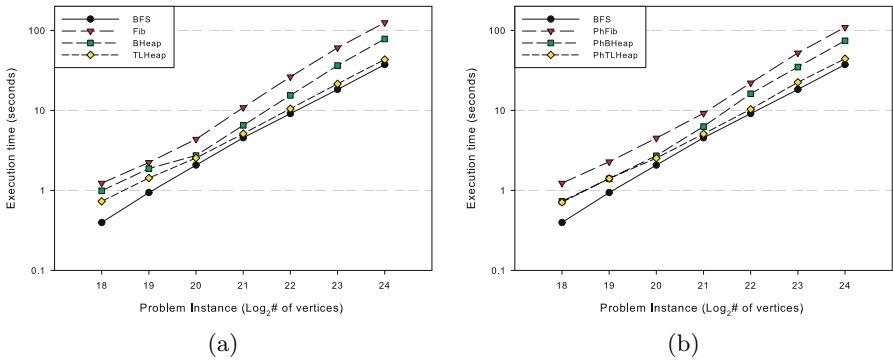 BFS
Fib
BHeap
TLHeap
100
10
1
0.1
Execution time (seconds)
18 19 20 21 22 23 24
Problem Instance (Log2# of vertices)
(a)
BFS
PhFib
PhBHeap
PhTLHeap
100
10
1
0.1
Execution time (seconds)
18 19 20 21 22 23 24
Problem Instance (Log2# of vertices)
(b)